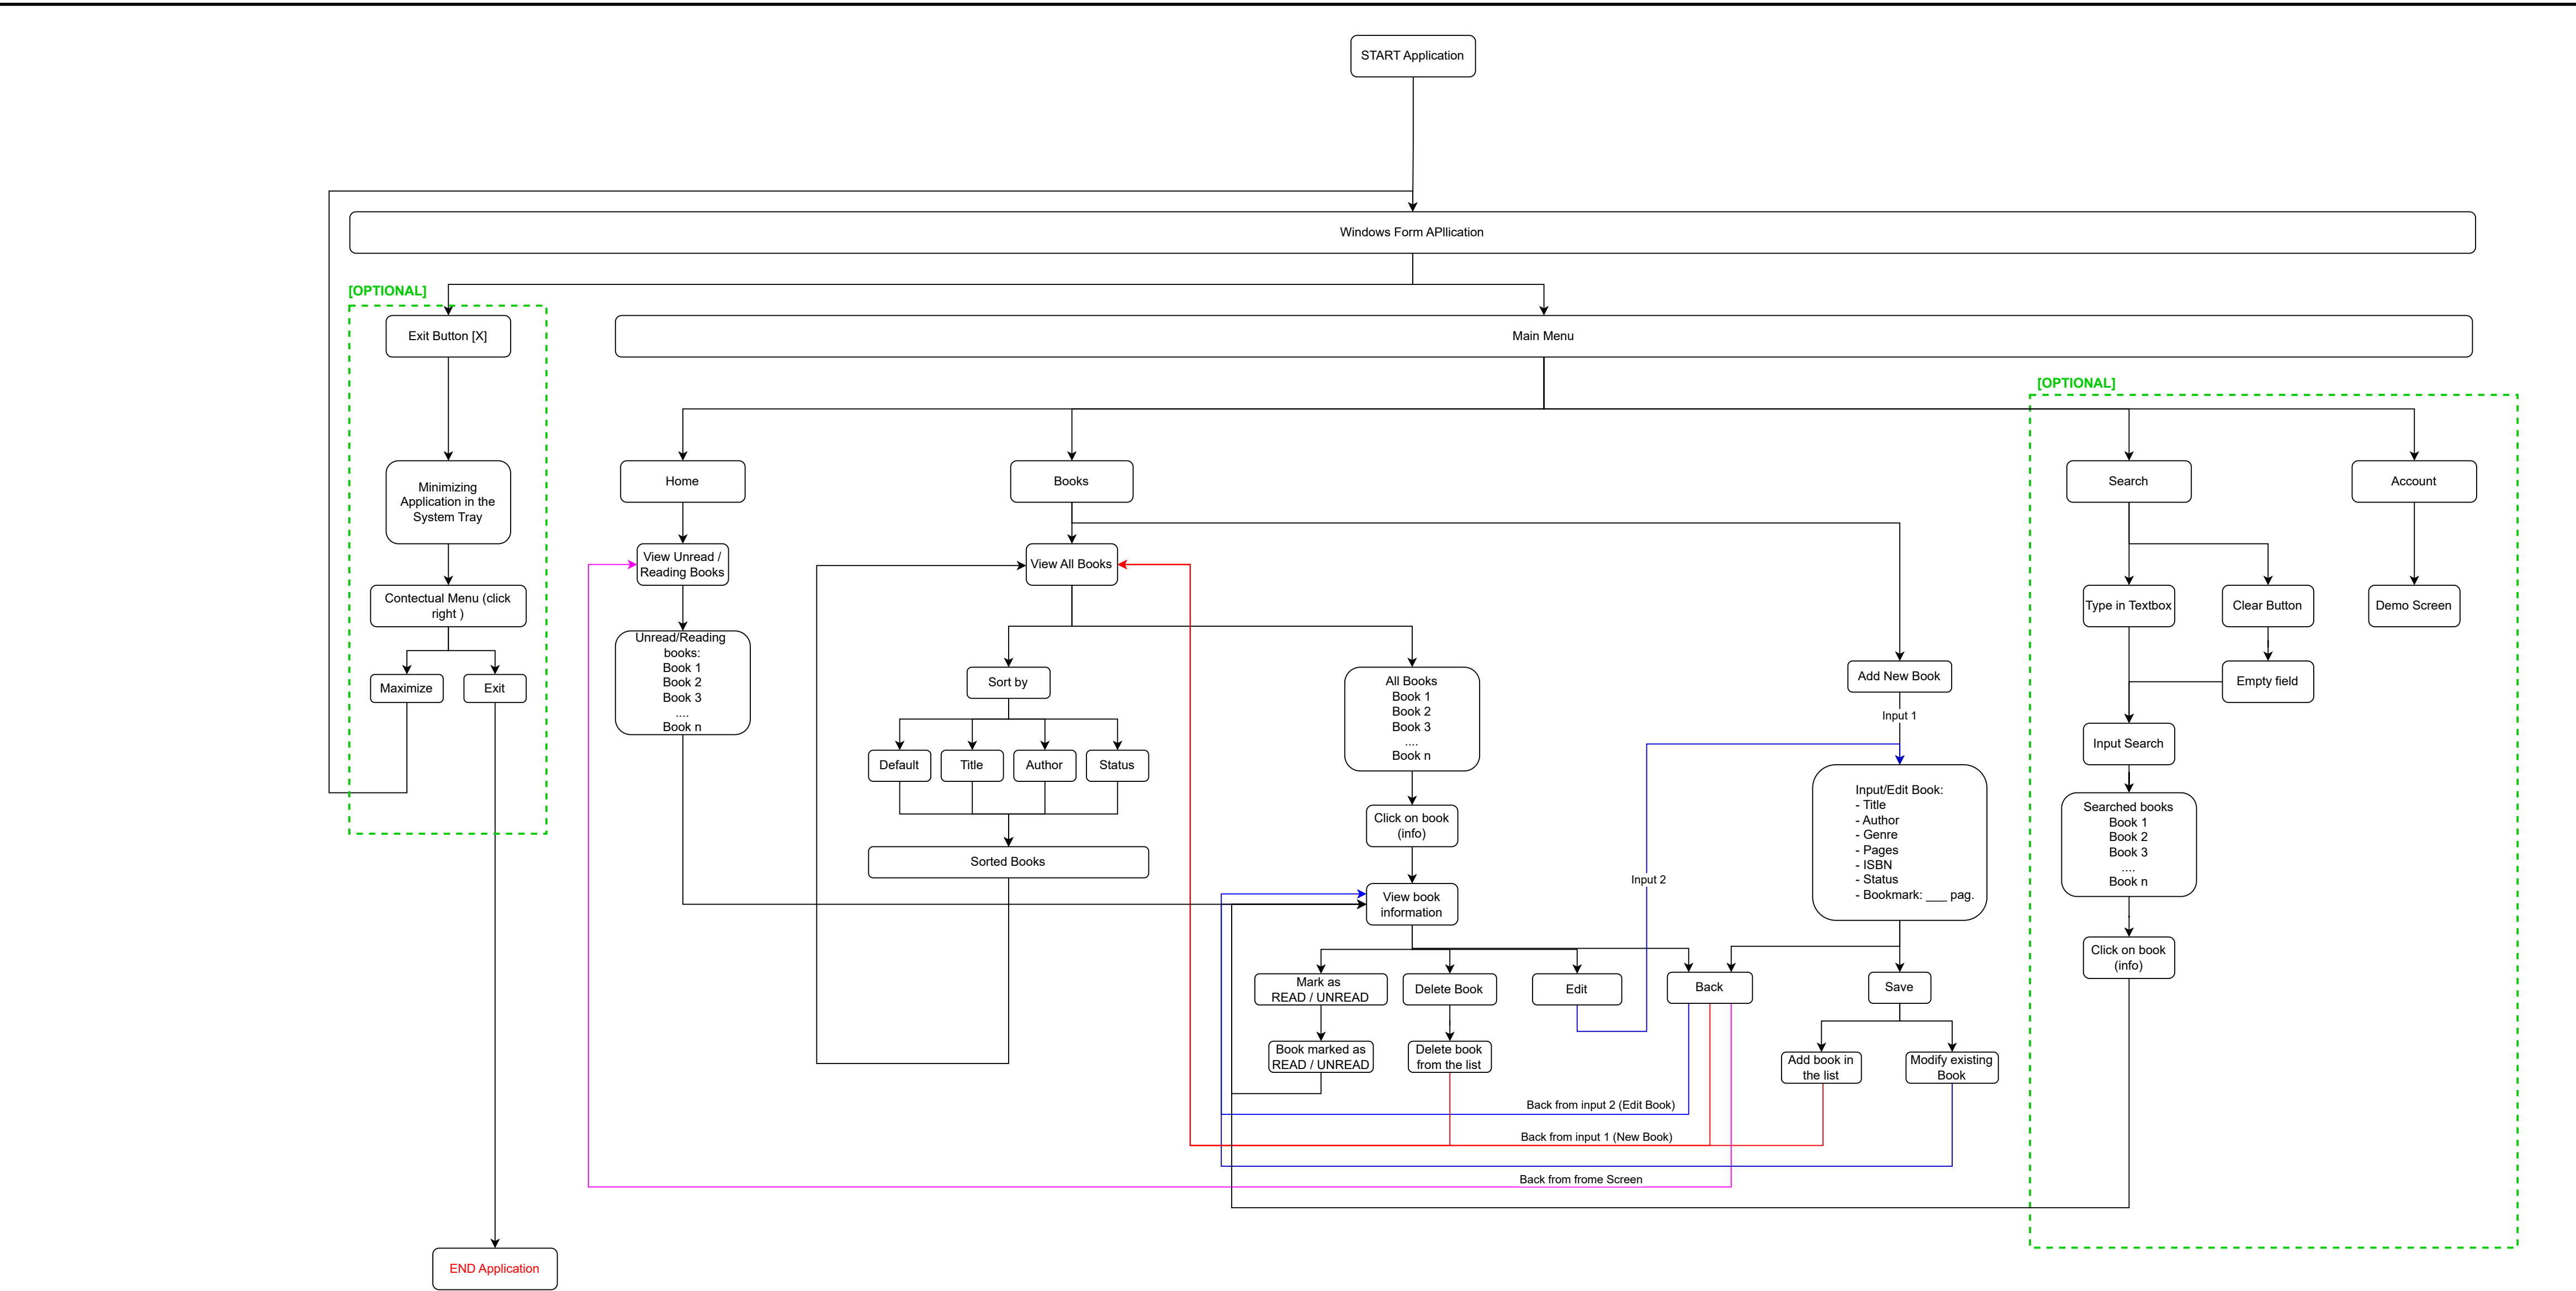 START Application
Windows Form APllication
[OPTIONAL]
Exit Button [X]
Main Menu
[OPTIONAL]
Minimizing
Application in the
System Tray
Home
Books
Search
Account
View Unread /
Reading Books
View All Books
Contectual Menu (click
right )
Type in Textbox
Clear Button
Demo Screen
Maximize
Exit
Unread/Reading
books:
Book 1
Book 2
Book 3
....
Book n
Sort by
All Books
Book 1
Book 2
Book 3
....
Book n
Add New Book
Input 1
Empty field
Input Search
Default
Title
Author
Status
Input/Edit Book:
- Title
- Author
- Genre
- Pages
- ISBN
- Status
- Bookmark: ___ pag.
Searched books
Book 1
Book 2
Book 3
....
Book n
Click on book
(info)
Sorted Books
Input 2
View book
information
Click on book
(info)
Mark as
READ / UNREAD
Delete Book
Edit
Back
Save
Book marked as
READ / UNREAD
Delete book
from the list
Add book in
the list
Modify existing
Book
Back from input 2 (Edit Book)
Back from input 1 (New Book)
Back from frome Screen
END Application